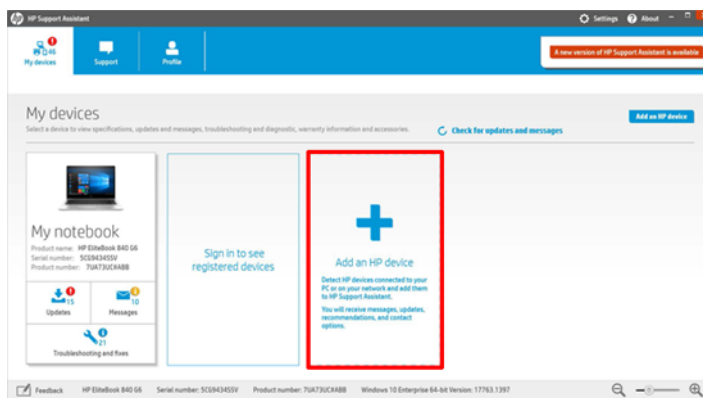 HP Support Assistant
Settings
About
46
My devices
Support
Profile
A new version of HP Support Assistant is available
My devices
Select a device to view specifications, updates and messages, troubleshooting and diagnostic, warranty information and accessories.
Check for updates and messages
Add an HP device
My notebook
Product name: HP EliteBook 840 G6
Serial number: 5CG94345SV
Product number: 7UA73UC#ABB
15
Updates
10
Messages
21
Troubleshooting and fixes
Sign in to see
registered devices
Add an HP device
Detect HP devices connected to your
PC or on your network and add them
to HP Support Assistant.
You will receive messages, updates,
recommendations, and contact
options.
Feedback
HP EliteBook 840 G6
Serial number: 5CG94345SV
Product number: 7UA73UC#ABB
Windows 10 Enterprise 64-bit Version: 17763.1397